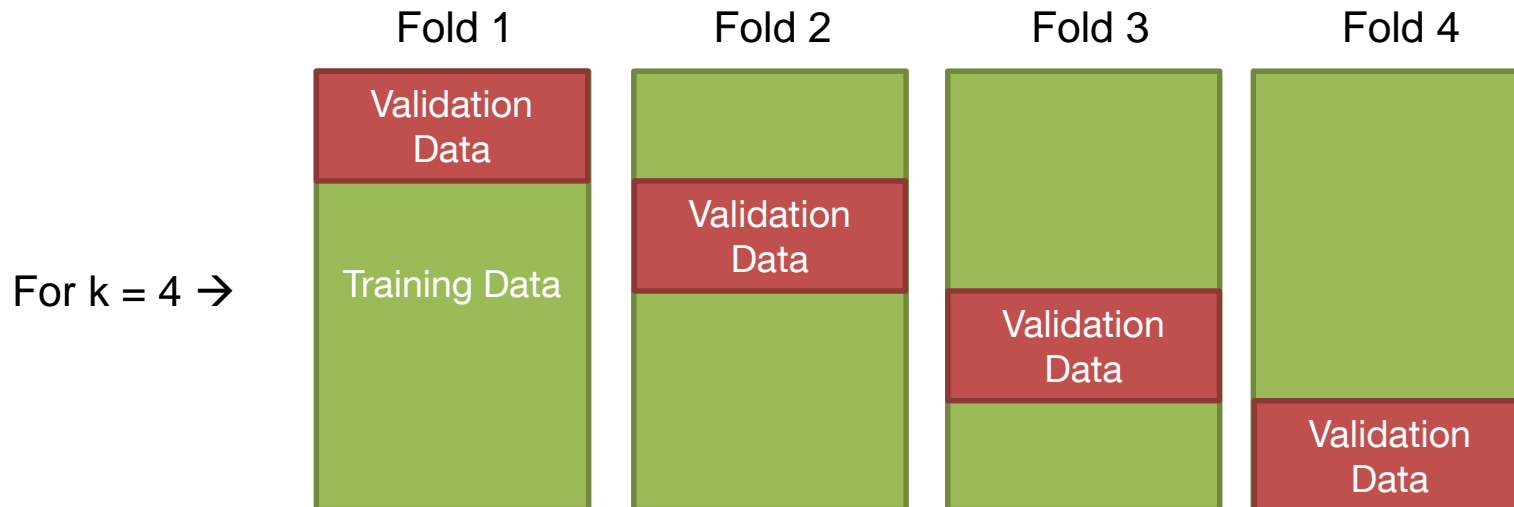 Fold 1
Fold 2
Fold 3
Fold 4
For k = 4 →
Validation
Data
Training Data
Validation
Data
Validation
Data
Validation
Data